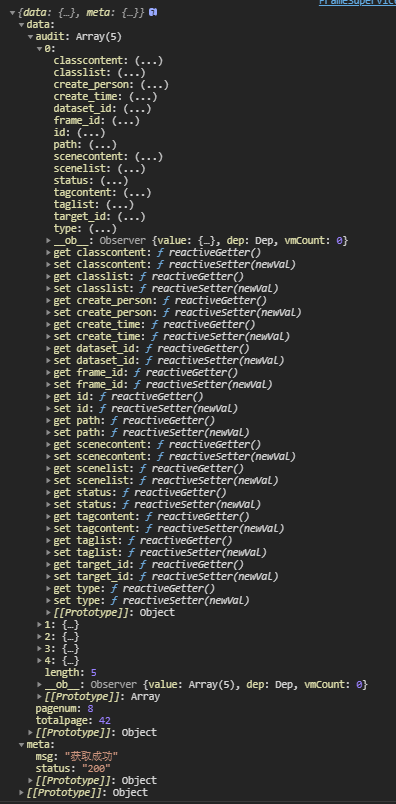 FrameSupervis
{data: {…}, meta: {…}} i
data:
audit: Array(5)
0:
classcontent: (...)
classlist: (...)
create_person: (...)
create_time: (...)
dataset_id: (...)
frame_id: (...)
id: (...)
path: (...)
scenecontent: (...)
scenelist: (...)
status: (...)
tagcontent: (...)
taglist: (...)
target_id: (...)
type: (...)
__ob__: Observer {value: {…}, dep: Dep, vmCount: 0}
get classcontent: ƒ reactiveGetter()
set classcontent: ƒ reactiveSetter(newVal)
get classlist: ƒ reactiveGetter()
set classlist: ƒ reactiveSetter(newVal)
get create_person: ƒ reactiveGetter()
set create_person: ƒ reactiveSetter(newVal)
get create_time: ƒ reactiveGetter()
set create_time: ƒ reactiveSetter(newVal)
get dataset_id: ƒ reactiveGetter()
set dataset_id: ƒ reactiveSetter(newVal)
get frame_id: ƒ reactiveGetter()
set frame_id: ƒ reactiveSetter(newVal)
get id: ƒ reactiveGetter()
set id: ƒ reactiveSetter(newVal)
get path: ƒ reactiveGetter()
set path: ƒ reactiveSetter(newVal)
get scenecontent: ƒ reactiveGetter()
set scenecontent: ƒ reactiveSetter(newVal)
get scenelist: ƒ reactiveGetter()
set scenelist: ƒ reactiveSetter(newVal)
get status: ƒ reactiveGetter()
set status: ƒ reactiveSetter(newVal)
get tagcontent: ƒ reactiveGetter()
set tagcontent: ƒ reactiveSetter(newVal)
get taglist: ƒ reactiveGetter()
set taglist: ƒ reactiveSetter(newVal)
get target_id: ƒ reactiveGetter()
set target_id: ƒ reactiveSetter(newVal)
get type: ƒ reactiveGetter()
set type: ƒ reactiveSetter(newVal)
[[Prototype]]: Object
1: {…}
2: {…}
3: {…}
4: {…}
length: 5
__ob__: Observer {value: Array(5), dep: Dep, vmCount: 0}
[[Prototype]]: Array
pagenum: 8
totalpage: 42
[[Prototype]]: Object
meta:
msg: "获取成功"
status: "200"
[[Prototype]]: Object
[[Prototype]]: Object